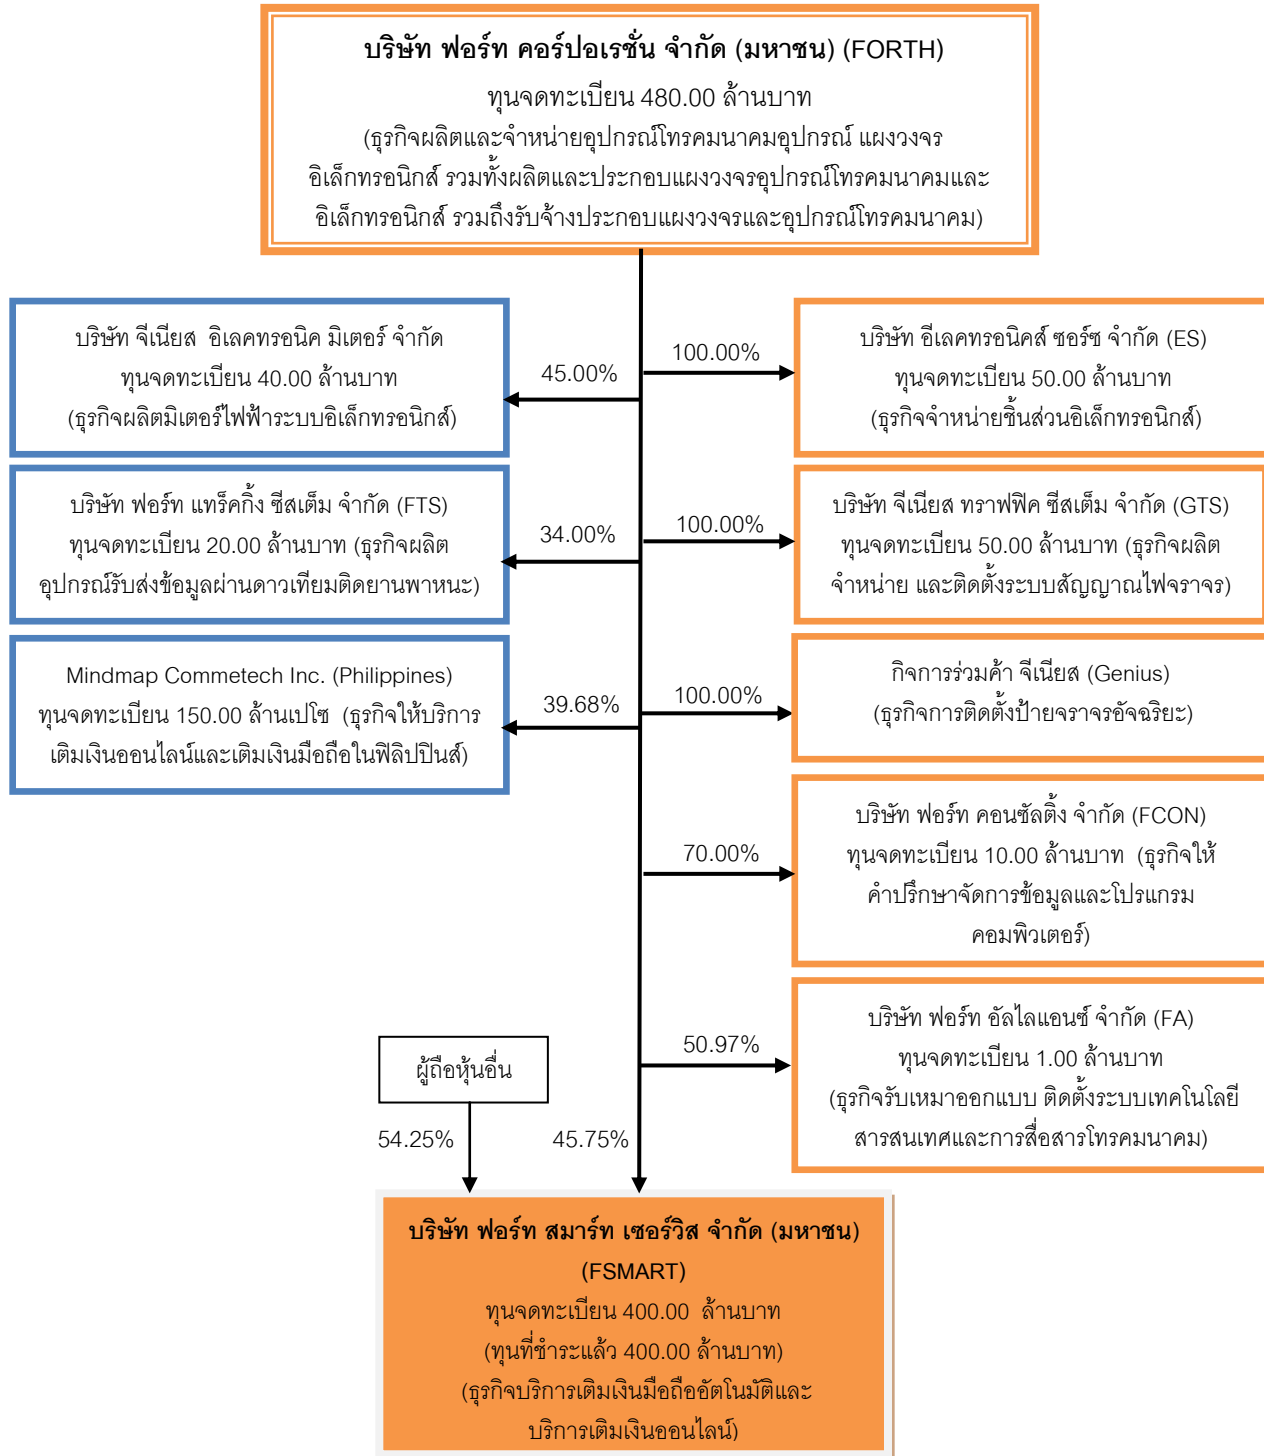 บริษัท ฟอร์ท คอร์ปอเรชั่น จำกัด (มหาชน) (FORTH)
ทุนจดทะเบียน 480.00 ล้านบาท
(ธุรกิจผลิตและจำหน่ายอุปกรณ์โทรคมนาคมอุปกรณ์ แผงวงจร
อิเล็กทรอนิกส์ รวมทั้งผลิตและประกอบแผงวงจรอุปกรณ์โทรคมนาคมและ
อิเล็กทรอนิกส์ รวมถึงรับจ้างประกอบแผงวงจรและอุปกรณ์โทรคมนาคม)
บริษัท จีเนียส อิเลคทรอนิค มิเตอร์ จำกัด
ทุนจดทะเบียน 40.00 ล้านบาท
(ธุรกิจผลิตมิเตอร์ไฟฟ้าระบบอิเล็กทรอนิกส์)
45.00%
100.00%
บริษัท อีเลคทรอนิคส์ ซอร์ซ จำกัด (ES)
ทุนจดทะเบียน 50.00 ล้านบาท
(ธุรกิจจำหน่ายชิ้นส่วนอิเล็กทรอนิกส์)
บริษัท ฟอร์ท แทร็คกิ้ง ซีสเต็ม จำกัด (FTS)
ทุนจดทะเบียน 20.00 ล้านบาท (ธุรกิจผลิต
อุปกรณ์รับส่งข้อมูลผ่านดาวเทียมติดยานพาหนะ)
34.00%
100.00%
บริษัท จีเนียส ทราฟฟิค ซีสเต็ม จำกัด (GTS)
ทุนจดทะเบียน 50.00 ล้านบาท (ธุรกิจผลิต
จำหน่าย และติดตั้งระบบสัญญาณไฟจราจร)
Mindmap Commetech Inc. (Philippines)
ทุนจดทะเบียน 150.00 ล้านเปโซ (ธุรกิจให้บริการ
เติมเงินออนไลน์และเติมเงินมือถือในฟิลิปปินส์)
39.68%
100.00%
กิจการร่วมค้า จีเนียส (Genius)
(ธุรกิจการติดตั้งป้ายจราจรอัจฉริยะ)
70.00%
บริษัท ฟอร์ท คอนซัลติ้ง จำกัด (FCON)
ทุนจดทะเบียน 10.00 ล้านบาท (ธุรกิจให้
คำปรึกษาจัดการข้อมูลและโปรแกรม
คอมพิวเตอร์)
50.97%
บริษัท ฟอร์ท อัลไลแอนซ์ จำกัด (FA)
ทุนจดทะเบียน 1.00 ล้านบาท
(ธุรกิจรับเหมาออกแบบ ติดตั้งระบบเทคโนโลยี
สารสนเทศและการสื่อสารโทรคมนาคม)
ผู้ถือหุ้นอื่น
54.25%
45.75%
บริษัท ฟอร์ท สมาร์ท เซอร์วิส จำกัด (มหาชน)
(FSMART)
ทุนจดทะเบียน 400.00 ล้านบาท
(ทุนที่ชำระแล้ว 400.00 ล้านบาท)
(ธุรกิจบริการเติมเงินมือถืออัตโนมัติและ
บริการเติมเงินออนไลน์)